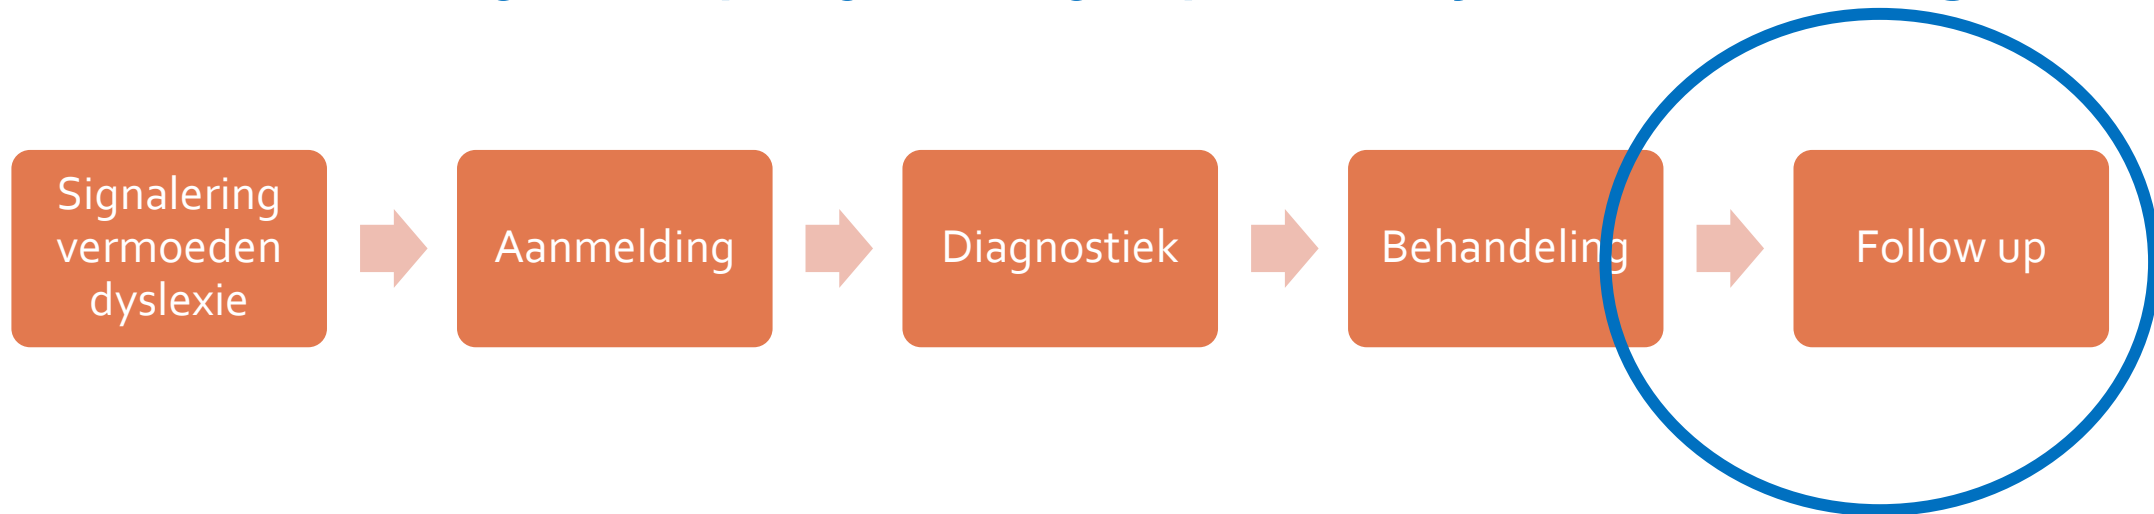 Signalering
vermoeden
dyslexie
Aanmelding
Diagnostiek
Behandeling
Follow up